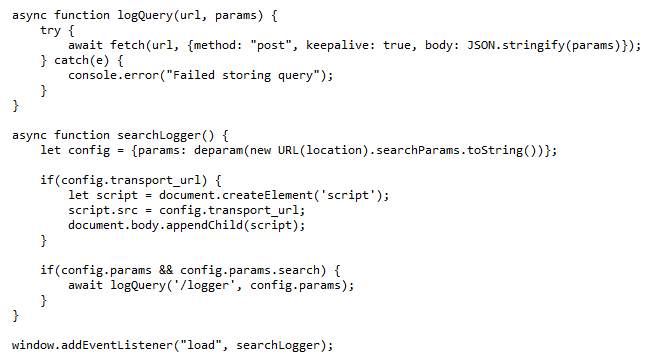 async function logQuery(url, params) {
    try {
        await fetch(url, {method: "post", keepalive: true, body: JSON.stringify(params)});
    } catch(e) {
        console.error("Failed storing query");
    }
}

async function searchLogger() {
    let config = {params: deparam(new URL(location).searchParams.toString())};

    if(config.transport_url) {
        let script = document.createElement('script');
        script.src = config.transport_url;
        document.body.appendChild(script);
    }

    if(config.params && config.params.search) {
        await logQuery('/logger', config.params);
    }
}

window.addEventListener("load", searchLogger);